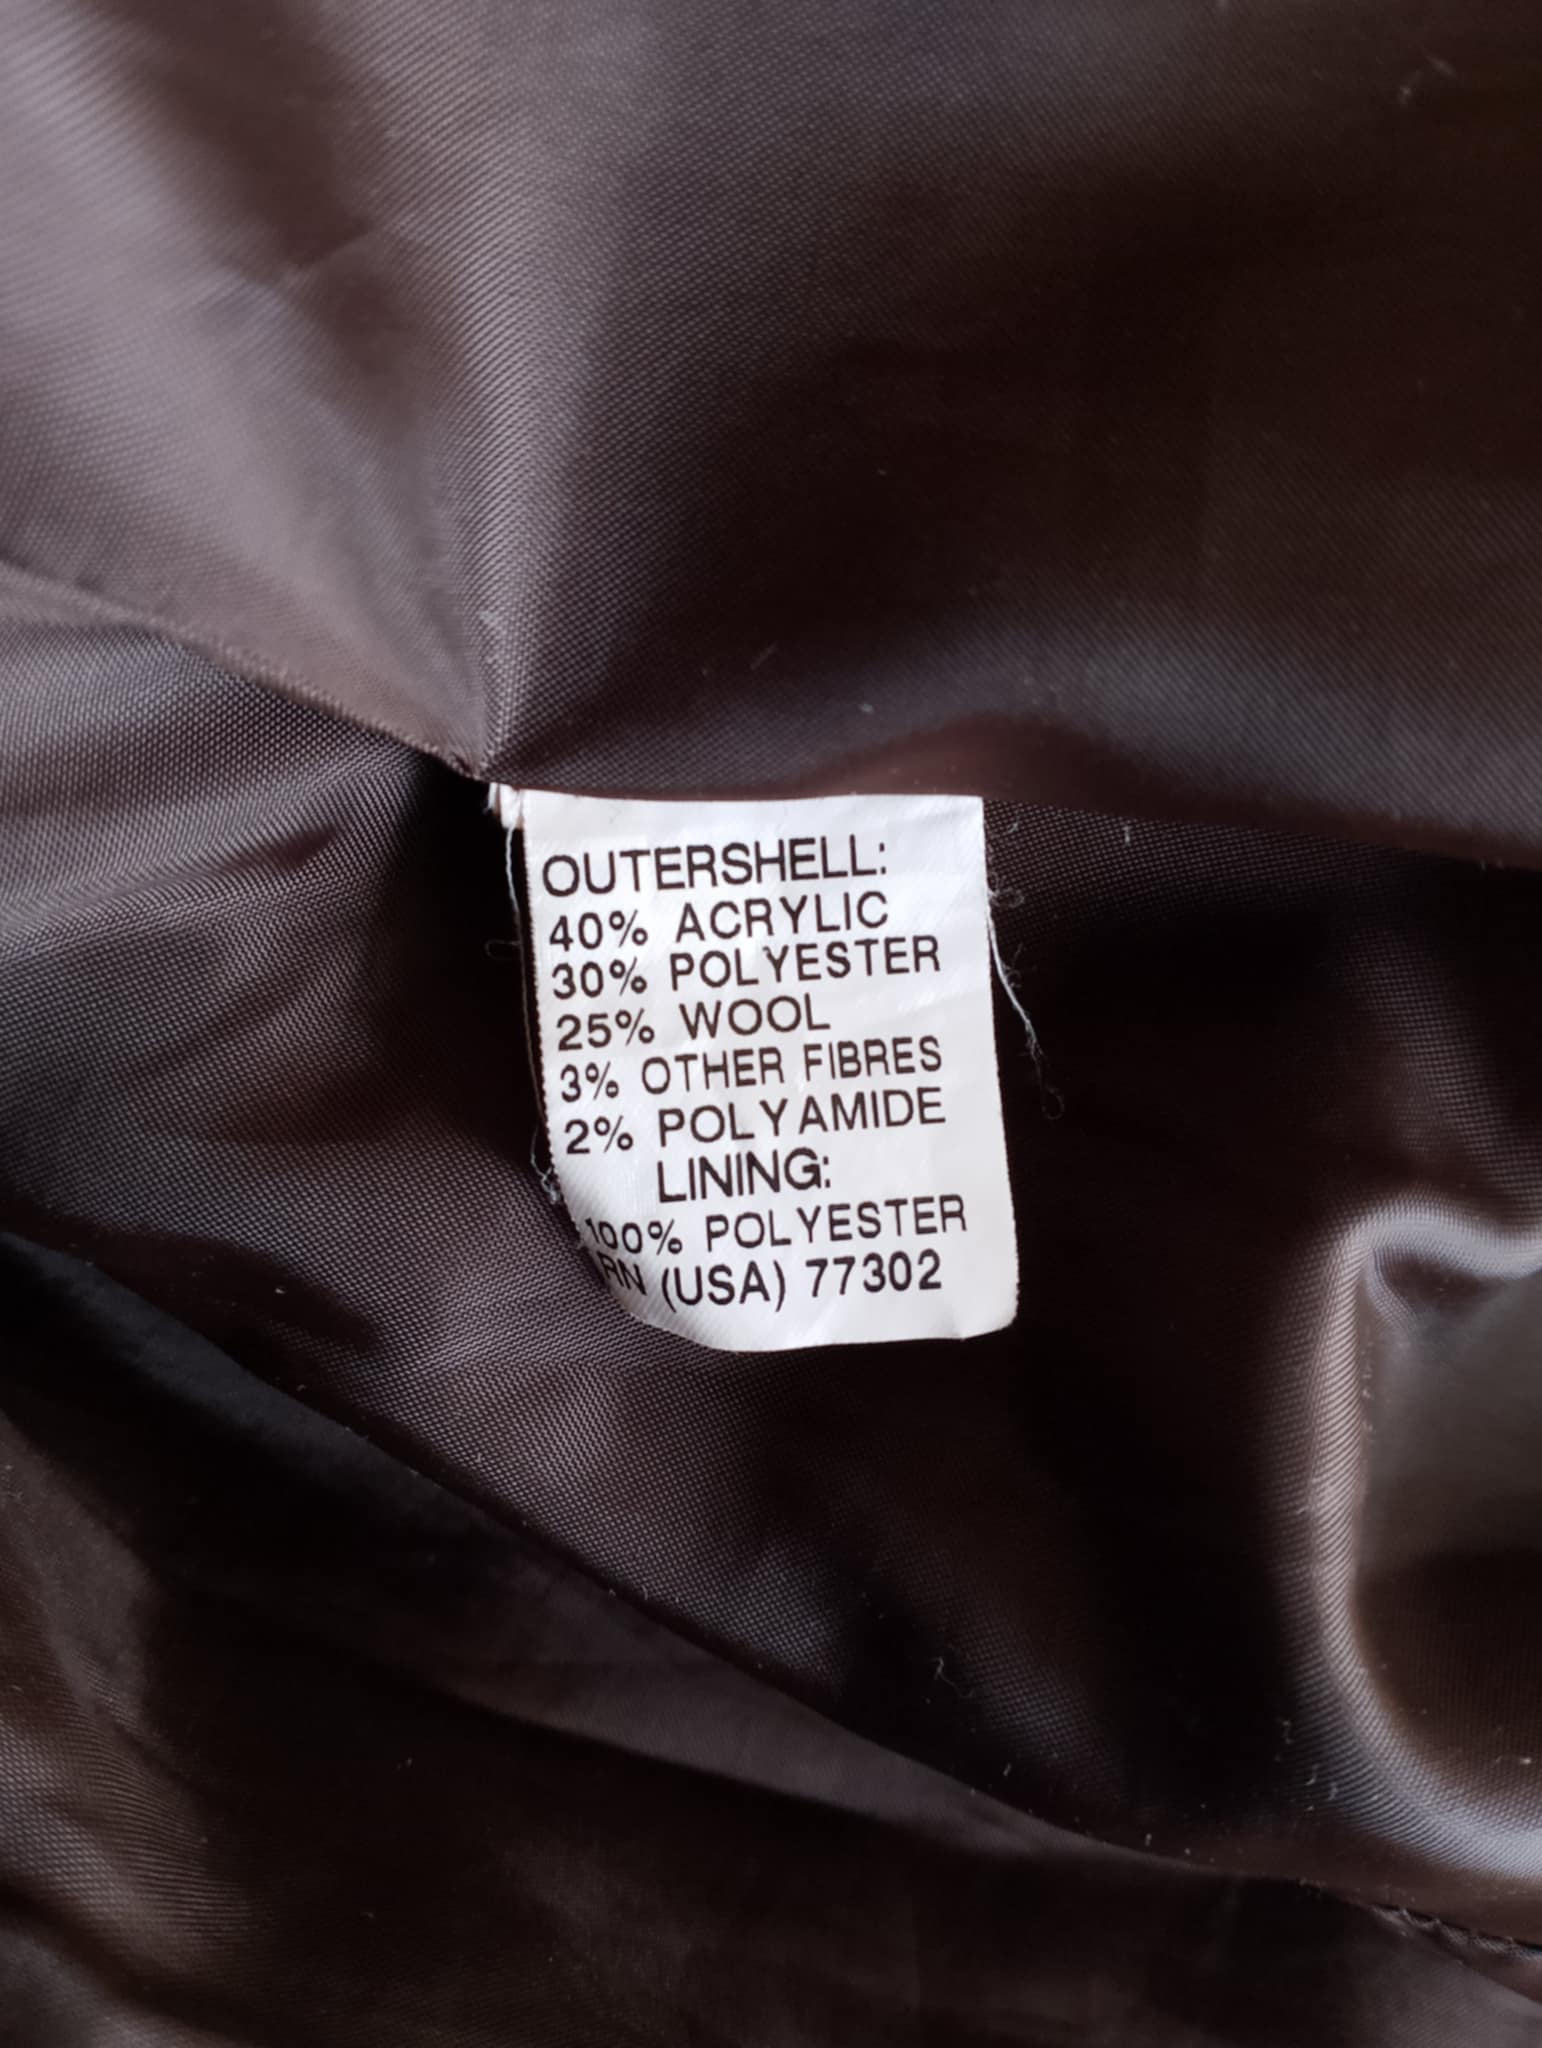 OUTERSHELL:
40% ACRYLIC
30% POLYESTER
25% WOOL
3% OTHER FIBRES
2% POLYAMIDE
LINING:
100% POLYESTER
RN (USA) 77302